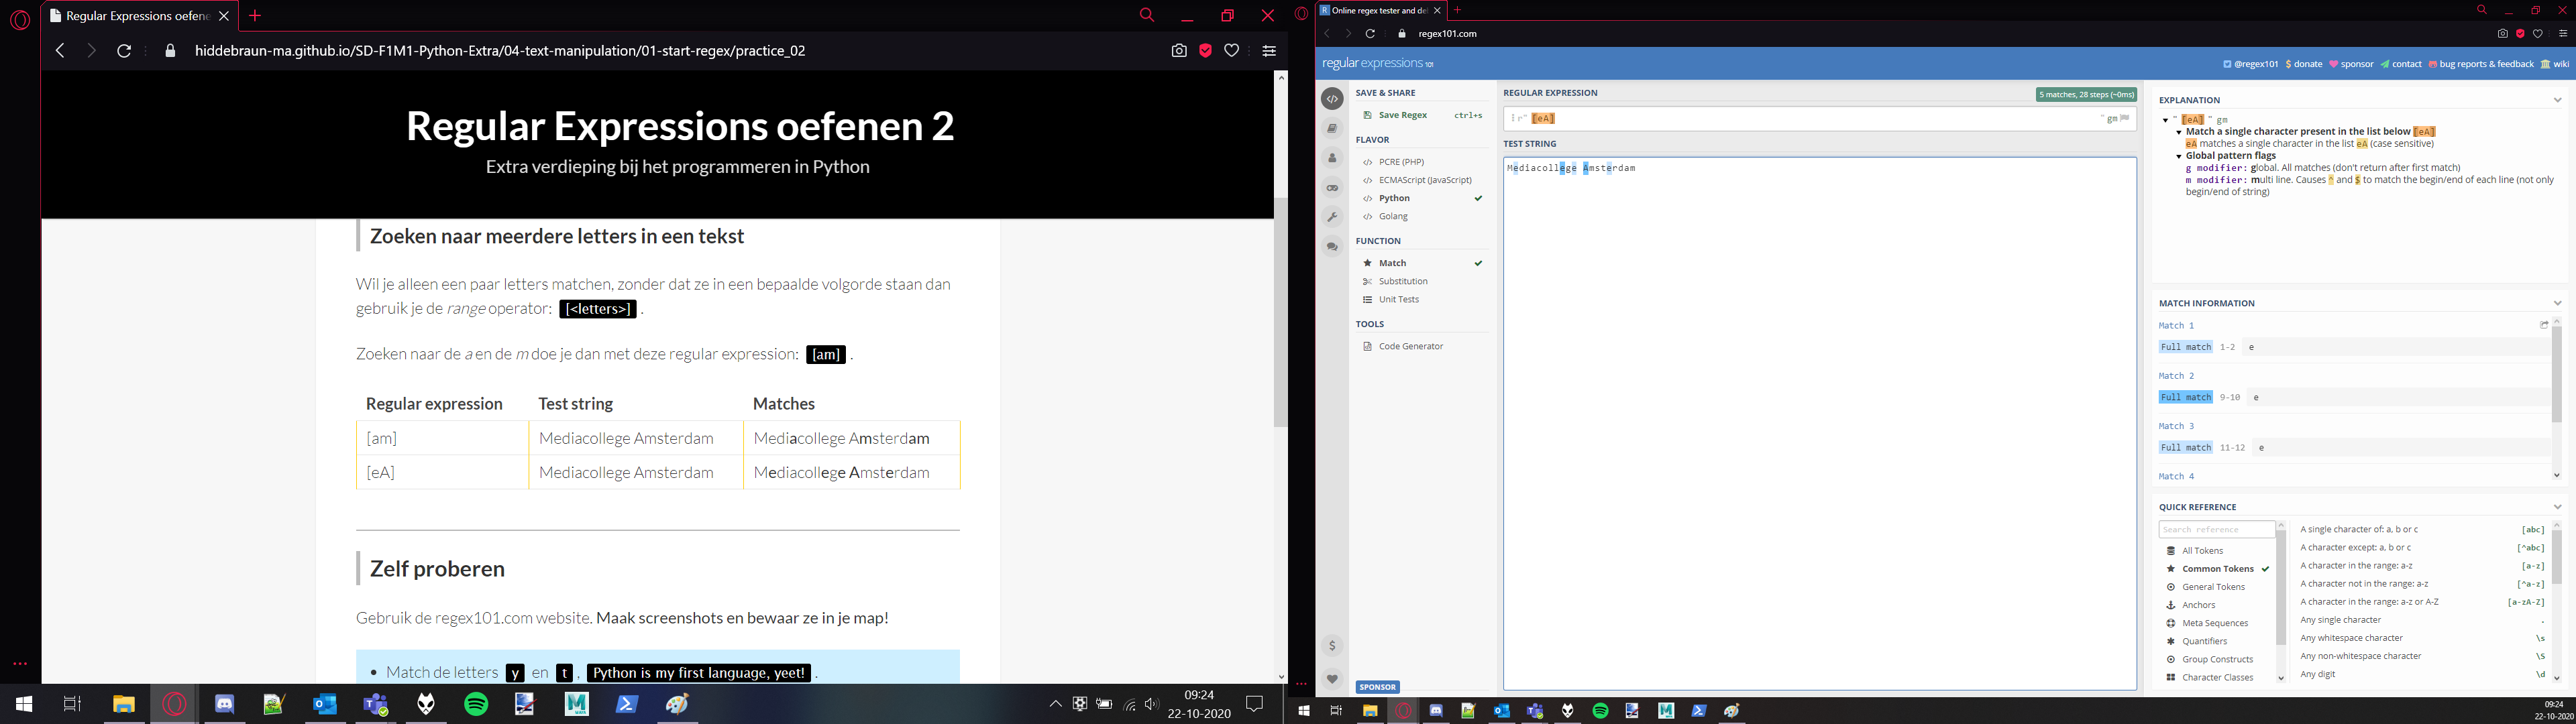 Regular Expressions oefene
hiddebraun-ma.github.io/SD-F1M1-Python-Extra/04-text-manipulation/01-start-regex/practice_02
Regular Expressions oefenen 2
Extra verdieping bij het programmeren in Python
Zoeken naar meerdere letters in een tekst
Wil je alleen een paar letters matchen, zonder dat ze in een bepaalde volgorde staan dan
gebruik je de range operator: [<letters>] .
Zoeken naar de a en de m doe je dan met deze regular expression: [am] .
Regular expression Test string Matches
[am] Mediacollege Amsterdam Mediacollege Amsterdam
[eA] Mediacollege Amsterdam Mediacollege Amsterdam
Zelf proberen
Gebruik de regex101.com website. Maak screenshots en bewaar ze in je map!
• Match de letters y en t , Python is my first language, yeet! .
09:24
22-10-2020
Online regex tester and de
regex101.com
regular expressions 101
@regex101 $ donate sponsor contact bug reports & feedback wiki
SAVE & SHARE
Save Regex ctrl+s
FLAVOR
PCRE (PHP)
ECMAScript (JavaScript)
Python
Golang
FUNCTION
Match
Substitution
Unit Tests
TOOLS
Code Generator
SPONSOR
REGULAR EXPRESSION
5 matches, 28 steps (~0ms)
r" [eA] " gm
TEST STRING
Mediacollege Amsterdam
EXPLANATION
" [eA] " gm
Match a single character present in the list below [eA]
eA matches a single character in the list eA (case sensitive)
Global pattern flags
g modifier: global. All matches (don't return after first match)
m modifier: multi line. Causes ^ and $ to match the begin/end of each line (not only
begin/end of string)
MATCH INFORMATION
Match 1
Full match 1-2 e
Match 2
Full match 9-10 e
Match 3
Full match 11-12 e
Match 4
QUICK REFERENCE
Search reference
All Tokens
Common Tokens
General Tokens
Anchors
Meta Sequences
Quantifiers
Group Constructs
Character Classes
A single character of: a, b or c [abc]
A character except: a, b or c [^abc]
A character in the range: a-z [a-z]
A character not in the range: a-z [^a-z]
A character in the range: a-z or A-Z [a-zA-Z]
Any single character .
Any whitespace character \s
Any non-whitespace character \S
Any digit \d
09:24
22-10-2020